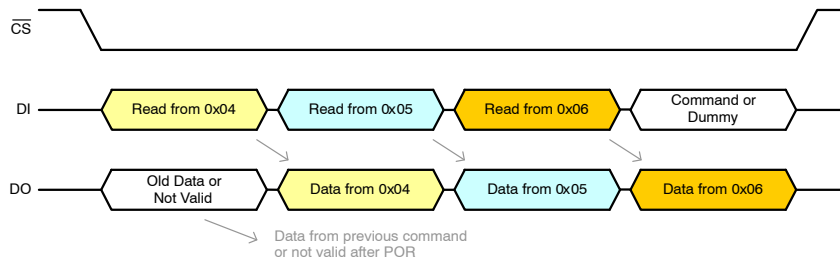 CS
DI
Read from 0x04
Read from 0x05
Read from 0x06
Command or
Dummy
DO
Old Data or
Not Valid
Data from 0x04
Data from 0x05
Data from 0x06
Data from previous command
or not valid after POR